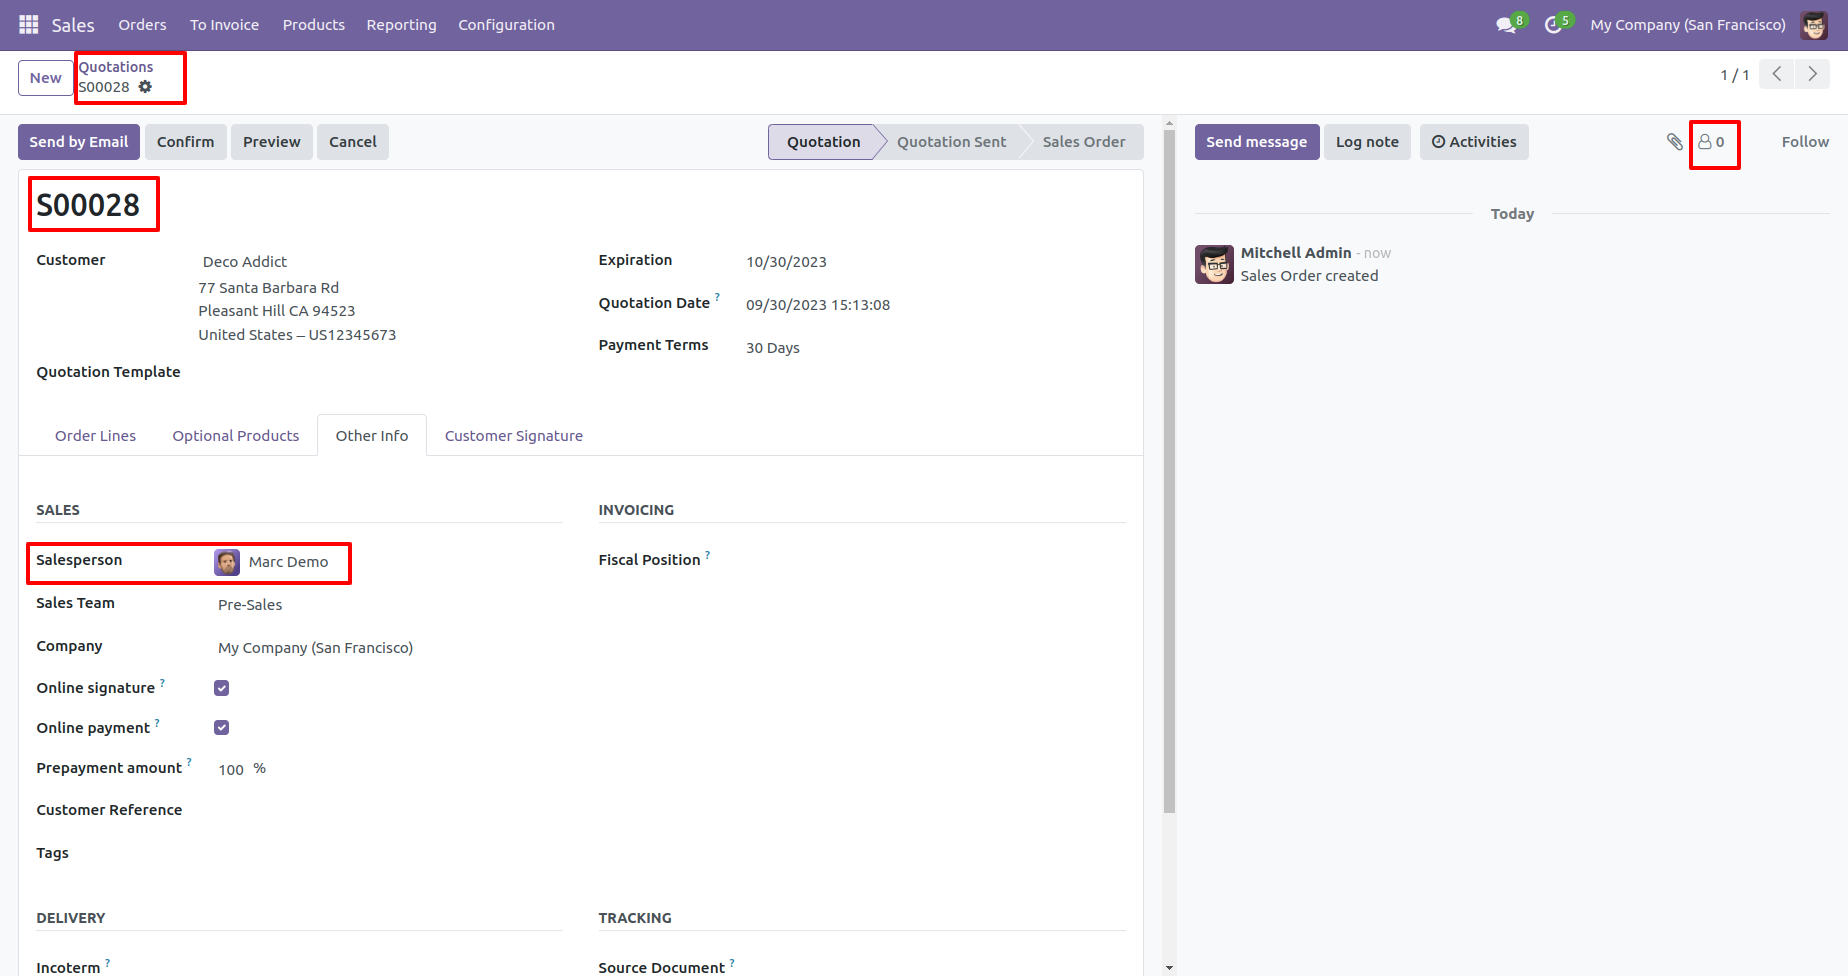 Sales Orders To Invoice Products Reporting Configuration 8 5 My Company (San Francisco)
New
Quotations
S00028
1 / 1
Send by Email Confirm Preview Cancel Quotation Quotation Sent Sales Order
Send message Log note Activities 0 Follow
S00028
Today
Customer Deco Addict
77 Santa Barbara Rd
Pleasant Hill CA 94523
United States – US12345673
Quotation Template
Expiration 10/30/2023
Quotation Date ? 09/30/2023 15:13:08
Payment Terms 30 Days
Mitchell Admin - now
Sales Order created
Order Lines Optional Products Other Info Customer Signature
SALES
Salesperson Marc Demo
Sales Team Pre-Sales
Company My Company (San Francisco)
Online signature ?
Online payment ?
Prepayment amount ? 100 %
Customer Reference
Tags
INVOICING
Fiscal Position ?
DELIVERY
Incoterm ?
TRACKING
Source Document ?